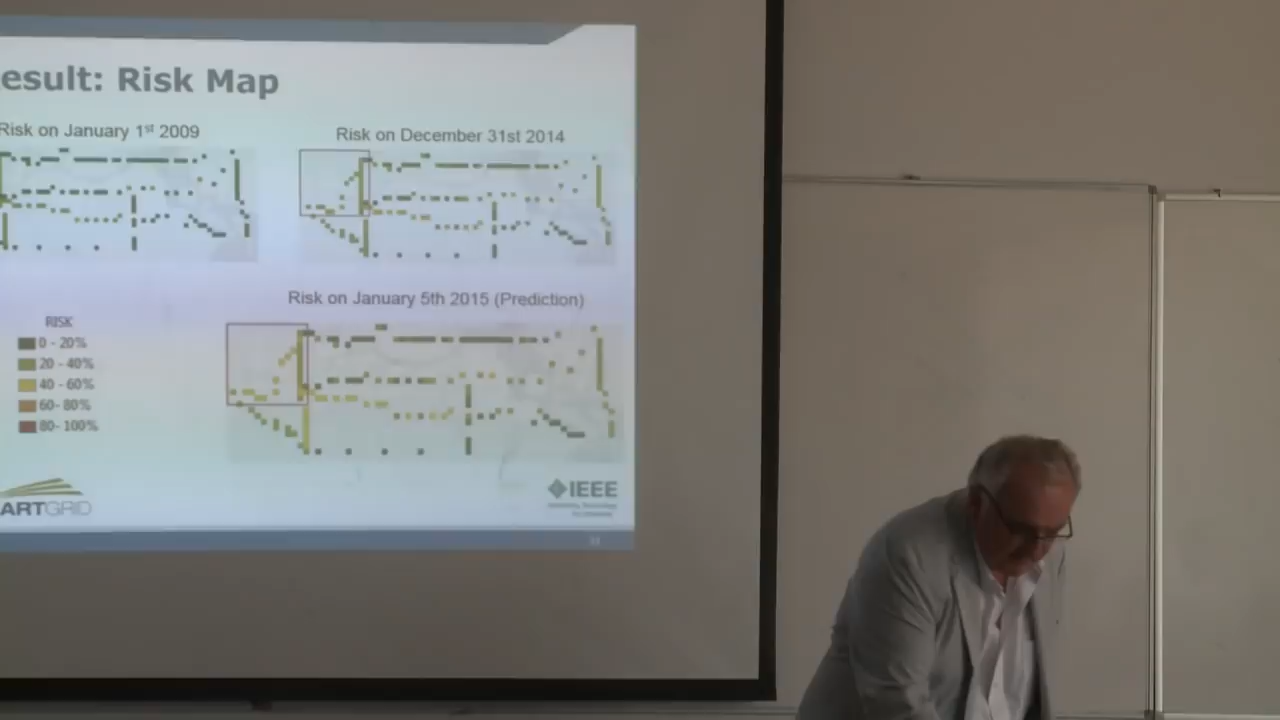 esult: Risk Map
Risk on January 1st 2009
Risk on December 31st 2014
Risk on January 5th 2015 (Prediction)
RISK
0 - 20%
20 - 40%
40 - 60%
60- 80%
80- 100%
ARTGRID
IEEE